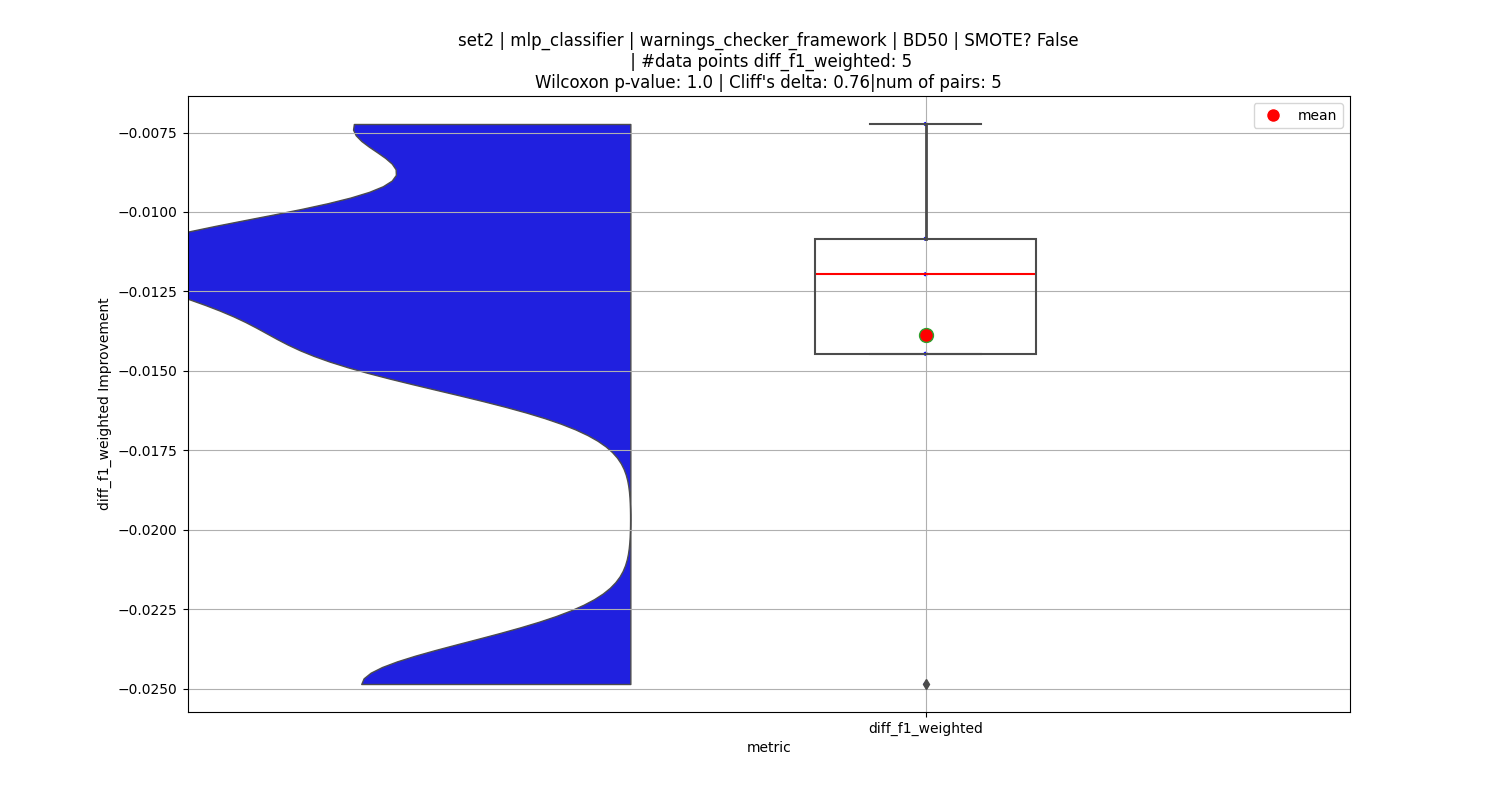 set2 | mlp_classifier | warnings_checker_framework | BD50 | SMOTE? False
| #data points diff_f1_weighted: 5
Wilcoxon p-value: 1.0 | Cliff's delta: 0.76|num of pairs: 5
mean
−0.0075
−0.0100
−0.0125
−0.0150
−0.0175
−0.0200
−0.0225
−0.0250
diff_f1_weighted Improvement
diff_f1_weighted
metric